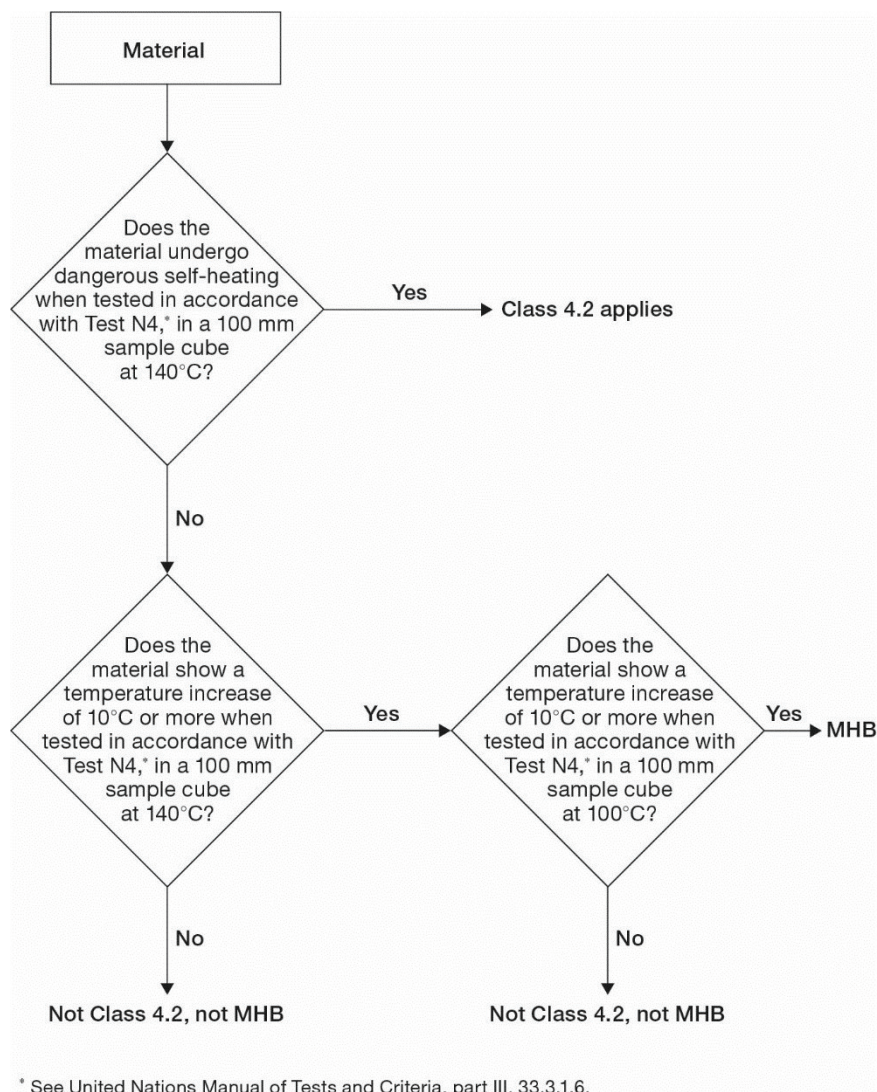 Material
Does the
material undergo
dangerous self-heating
when tested in accordance
with Test N4,* in a 100 mm
sample cube
at 140°C?
Yes
Class 4.2 applies
No
Does the
material show a
temperature increase
of 10°C or more when
tested in accordance with
Test N4,* in a 100 mm
sample cube
at 140°C?
Yes
Does the
material show a
temperature increase
of 10°C or more when
tested in accordance with
Test N4,* in a 100 mm
sample cube
at 100°C?
Yes
MHB
No
Not Class 4.2, not MHB
No
Not Class 4.2, not MHB
* See United Nations Manual of Tests and Criteria, part III, 33.3.1.6.